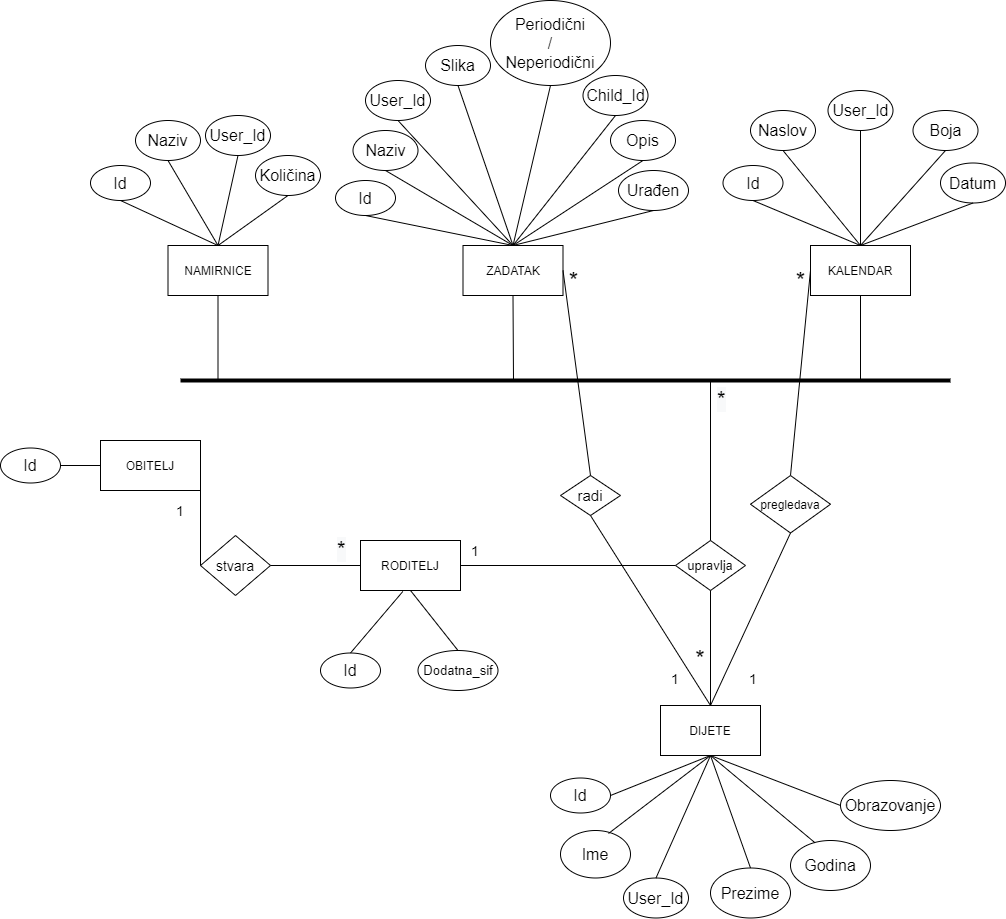 Periodični
/
Neperiodični
Slika
User_Id
Child_Id
User_Id
Naziv
User_Id
Naziv
Opis
Naslov
Boja
Količina
Id
Id
Urađen
Id
Datum
NAMIRNICE
ZADATAK
*
*
KALENDAR
*
Id
OBITELJ
1
radi
pregledava
stvara
*
RODITELJ
1
upravlja
Id
Dodatna_sif
*
1
1
DIJETE
Id
Obrazovanje
Ime
Godina
User_Id
Prezime